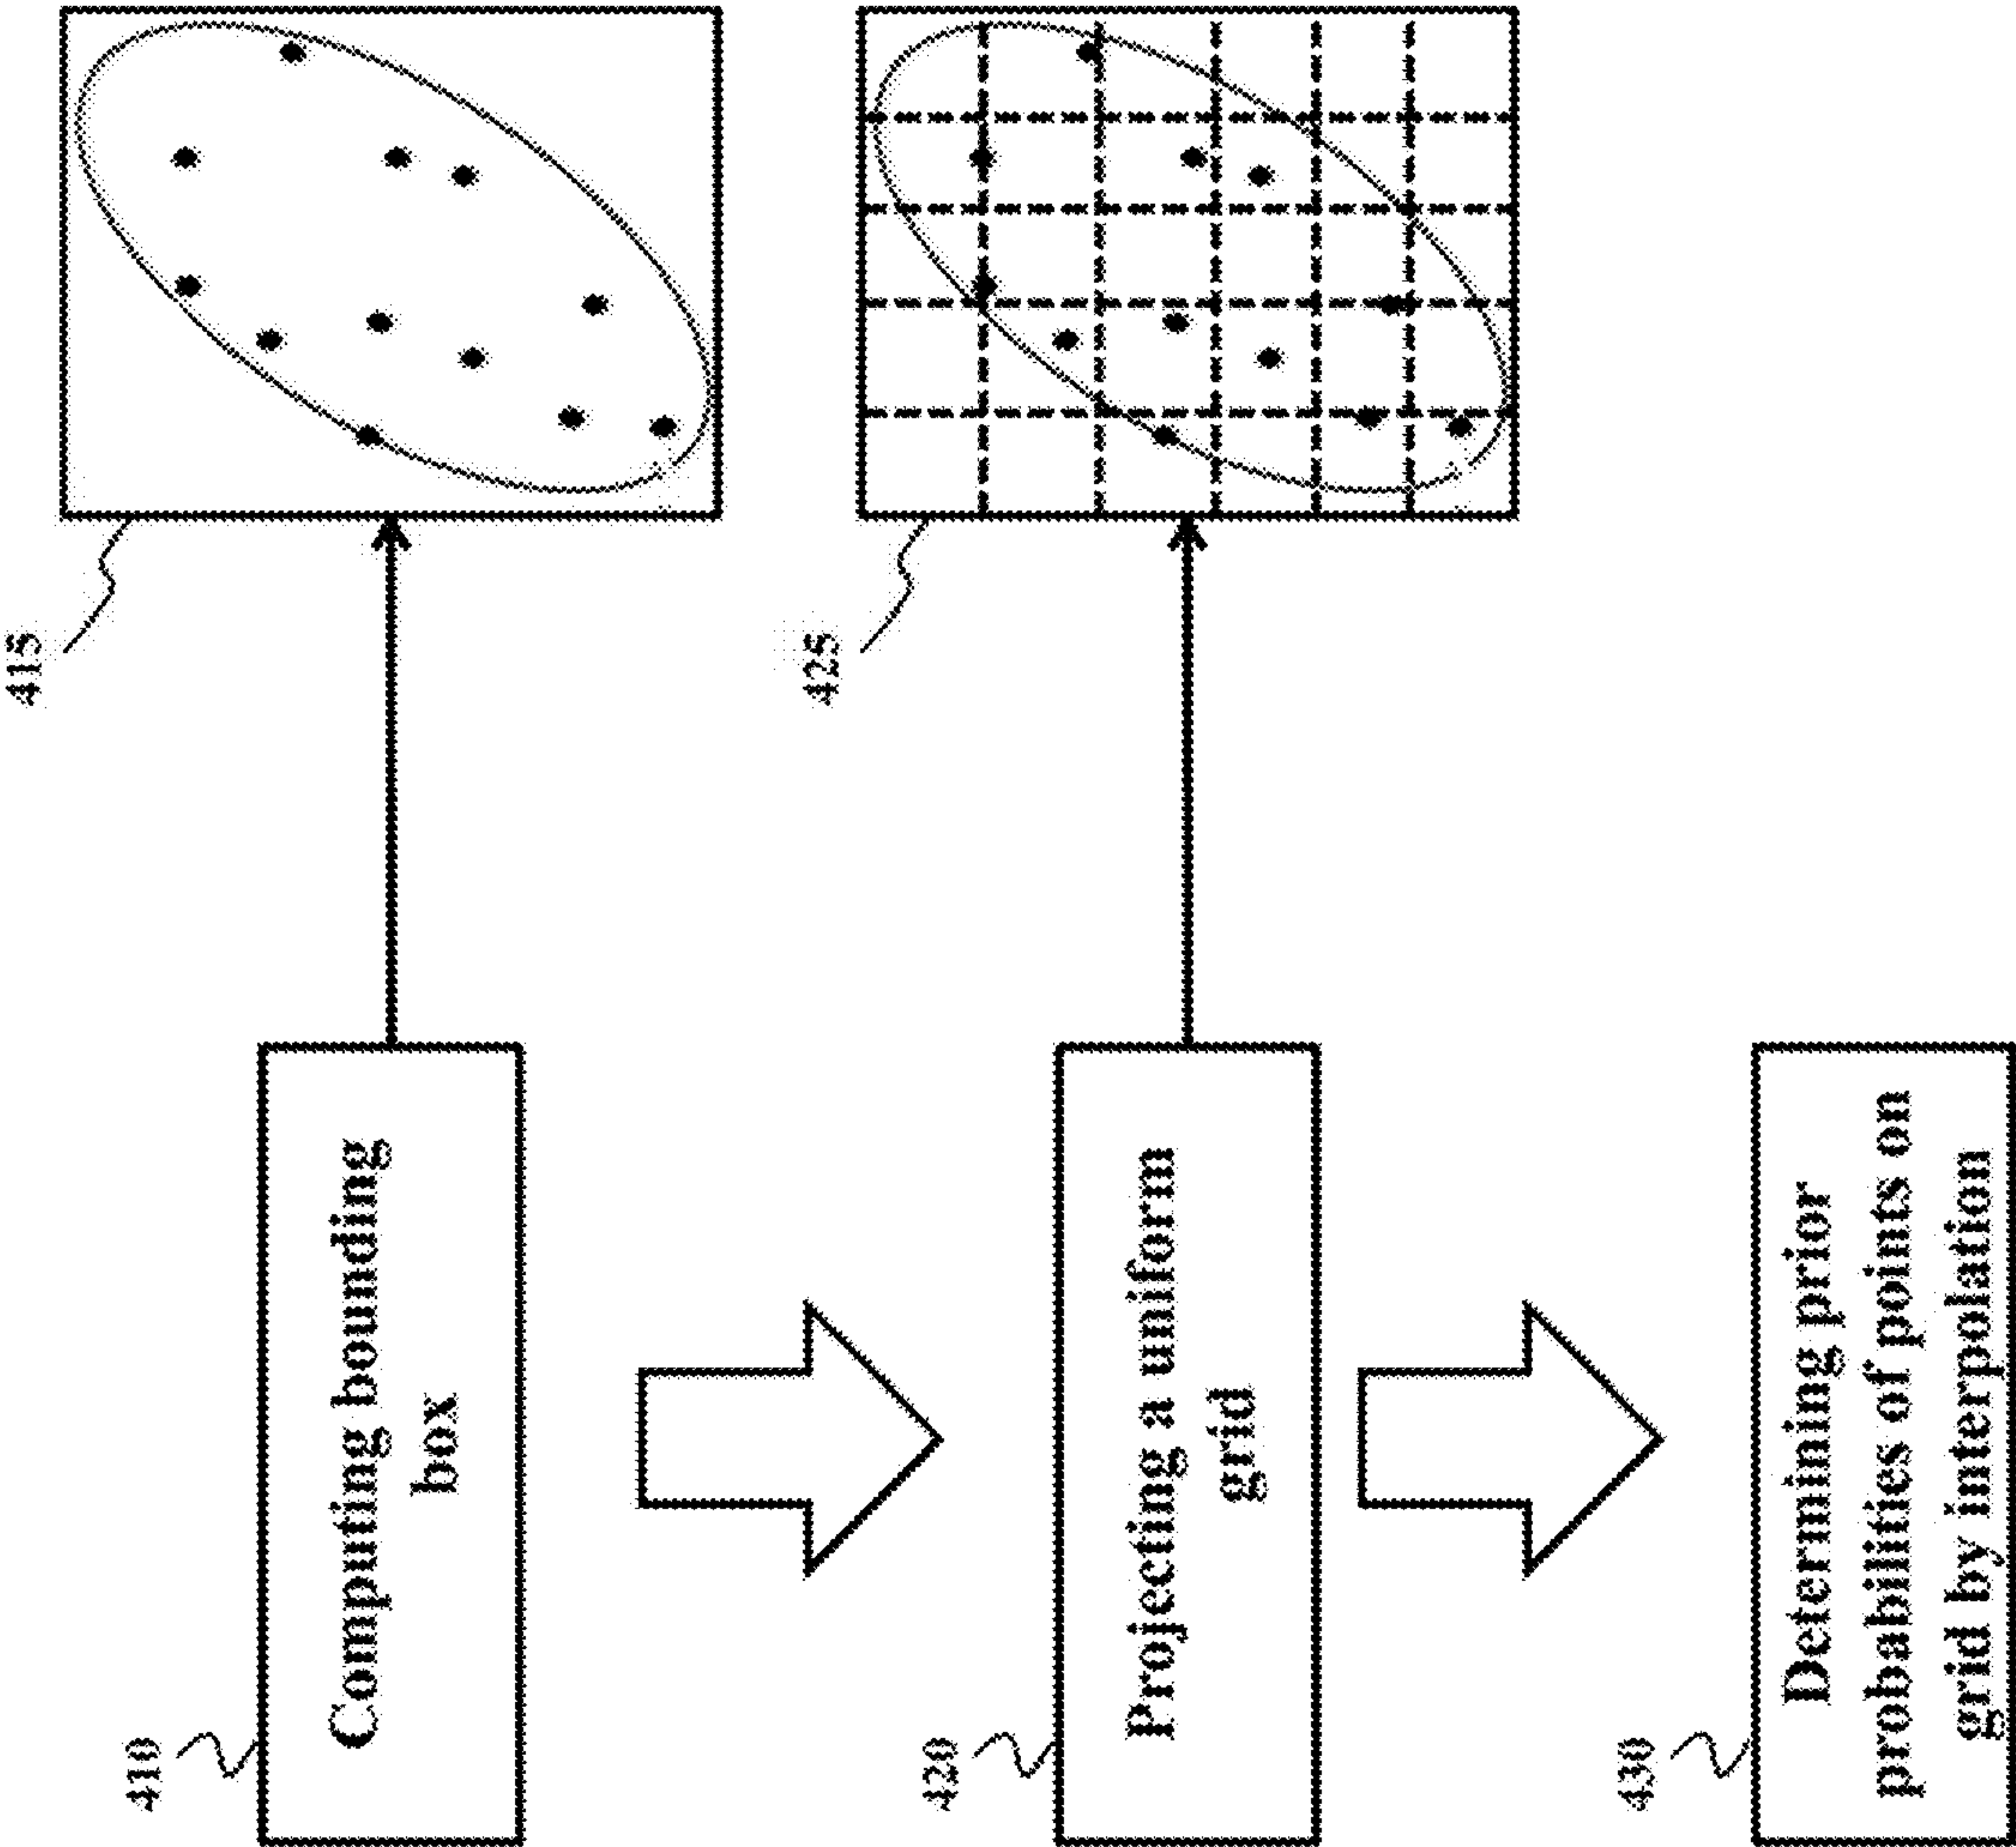 410
Computing bounding
box
415
420
Projecting a uniform
grid
425
430
Determining prior
probabilities of points on
grid by interpolation